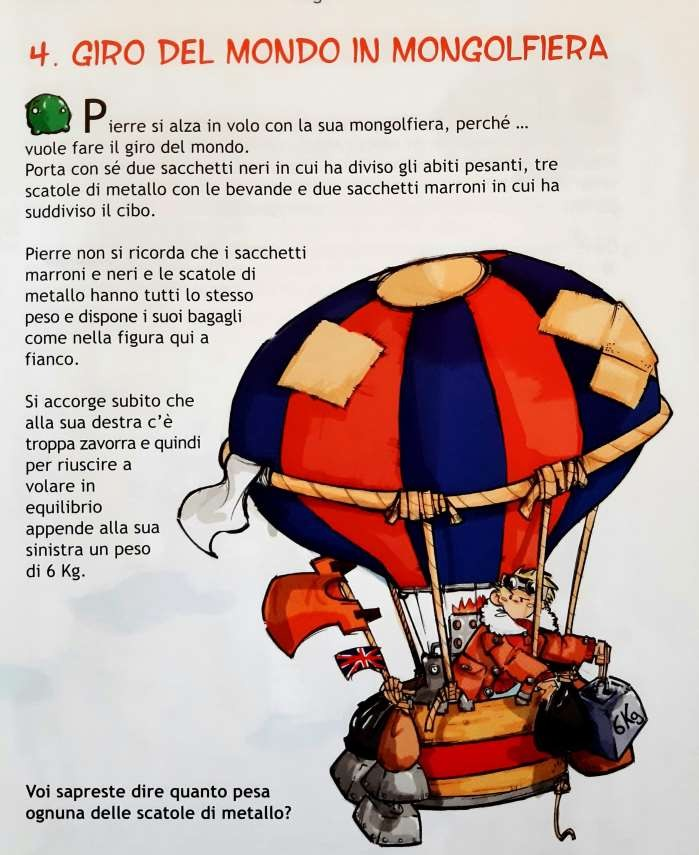 4. GIRO DEL MONDO IN MONGOLFIERA
Pierre si alza in volo con la sua mongolfiera, perché ...
vuole fare il giro del mondo.
Porta con sé due sacchetti neri in cui ha diviso gli abiti pesanti, tre
scatole di metallo con le bevande e due sacchetti marroni in cui ha
suddiviso il cibo.
Pierre non si ricorda che i sacchetti
marroni e neri e le scatole di
metallo hanno tutti lo stesso
peso e dispone i suoi bagagli
come nella figura qui a
fianco.
Si accorge subito che
alla sua destra c'è
troppa zavorra e quindi
per riuscire a
volare in
equilibrio
appende alla sua
sinistra un peso
di 6 Kg.
6Kg
Voi sapreste dire quanto pesa
ognuna delle scatole di metallo?